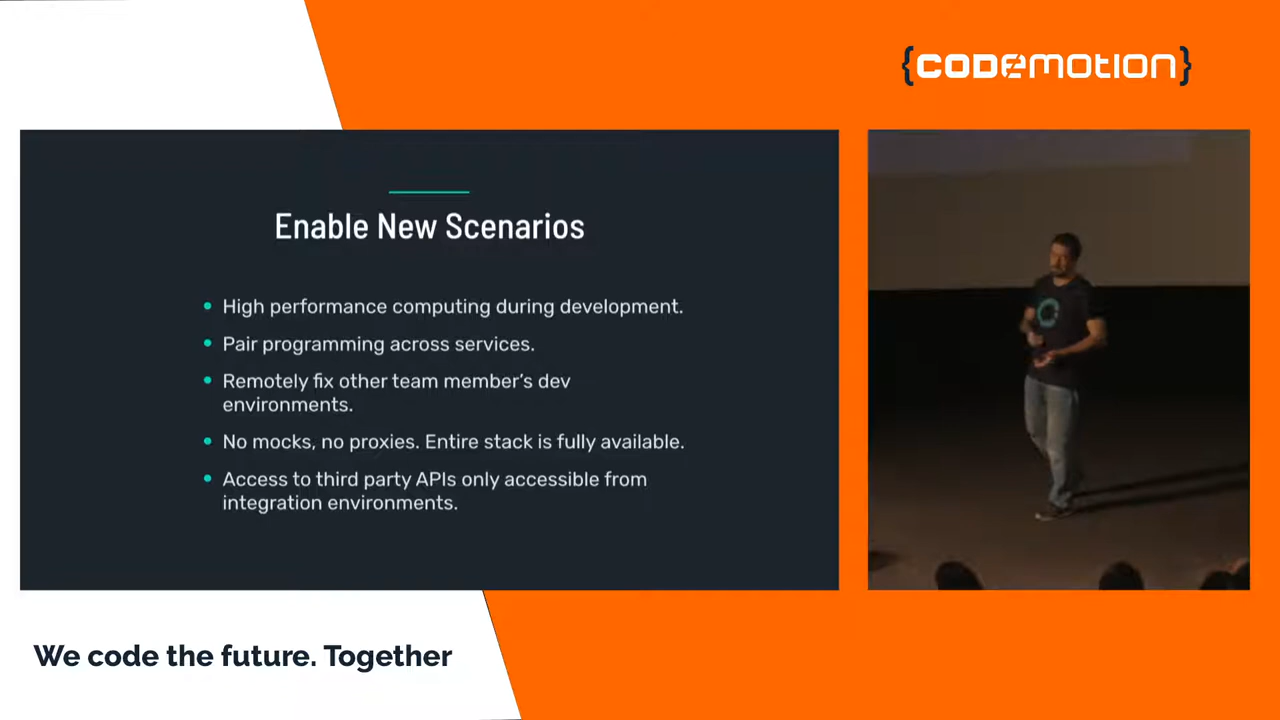 {CODEMOTION}
Enable New Scenarios
High performance computing during development.
Pair programming across services.
Remotely fix other team member's dev
environments.
No mocks, no proxies. Entire stack is fully available.
Access to third party APIs only accessible from
integration environments.
We code the future. Together